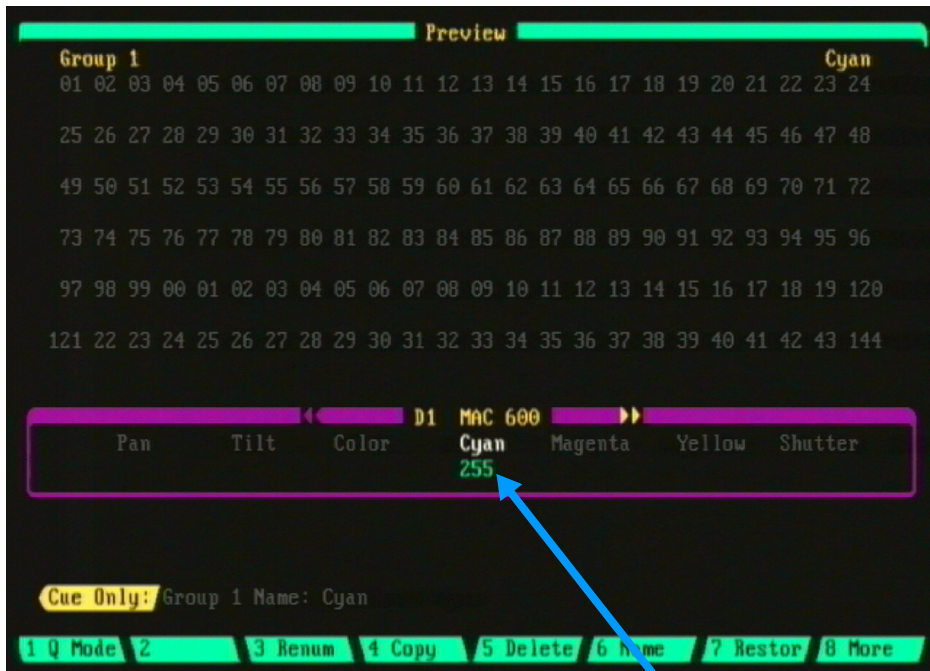 Preview
Group 1 Cyan
01 02 03 04 05 06 07 08 09 10 11 12 13 14 15 16 17 18 19 20 21 22 23 24
25 26 27 28 29 30 31 32 33 34 35 36 37 38 39 40 41 42 43 44 45 46 47 48
49 50 51 52 53 54 55 56 57 58 59 60 61 62 63 64 65 66 67 68 69 70 71 72
73 74 75 76 77 78 79 80 81 82 83 84 85 86 87 88 89 90 91 92 93 94 95 96
97 98 99 00 01 02 03 04 05 06 07 08 09 10 11 12 13 14 15 16 17 18 19 120
121 22 23 24 25 26 27 28 29 30 31 32 33 34 35 36 37 38 39 40 41 42 43 144
D1 MAC 600
Pan Tilt Color Cyan Magenta Yellow Shutter
255
Cue Only: Group 1 Name: Cyan
1 Q Mode 2 3 Renum 4 Copy 5 Delete 6 Name 7 Restor 8 More